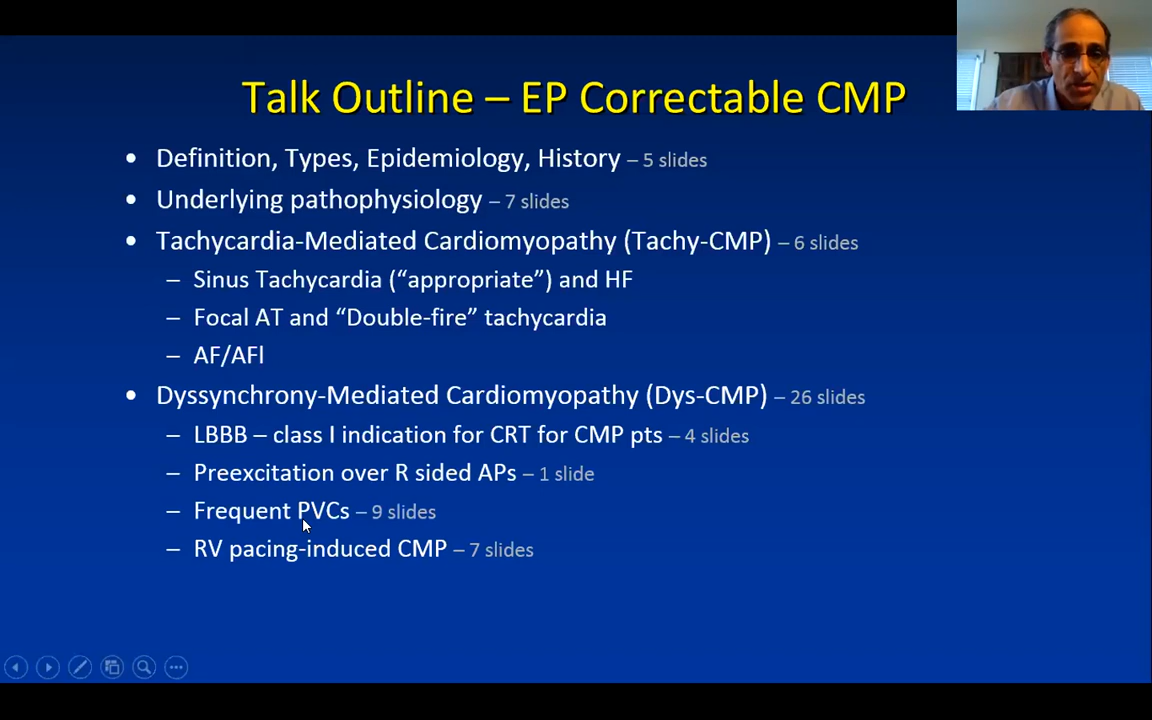 Talk Outline – EP Correctable CMP
• Definition, Types, Epidemiology, History – 5 slides
• Underlying pathophysiology – 7 slides
• Tachycardia-Mediated Cardiomyopathy (Tachy-CMP) – 6 slides
– Sinus Tachycardia (“appropriate”) and HF
– Focal AT and “Double-fire” tachycardia
– AF/AFl
• Dyssynchrony-Mediated Cardiomyopathy (Dys-CMP) – 26 slides
– LBBB – class I indication for CRT for CMP pts – 4 slides
– Preexcitation over R sided APs – 1 slide
– Frequent PVCs – 9 slides
– RV pacing-induced CMP – 7 slides